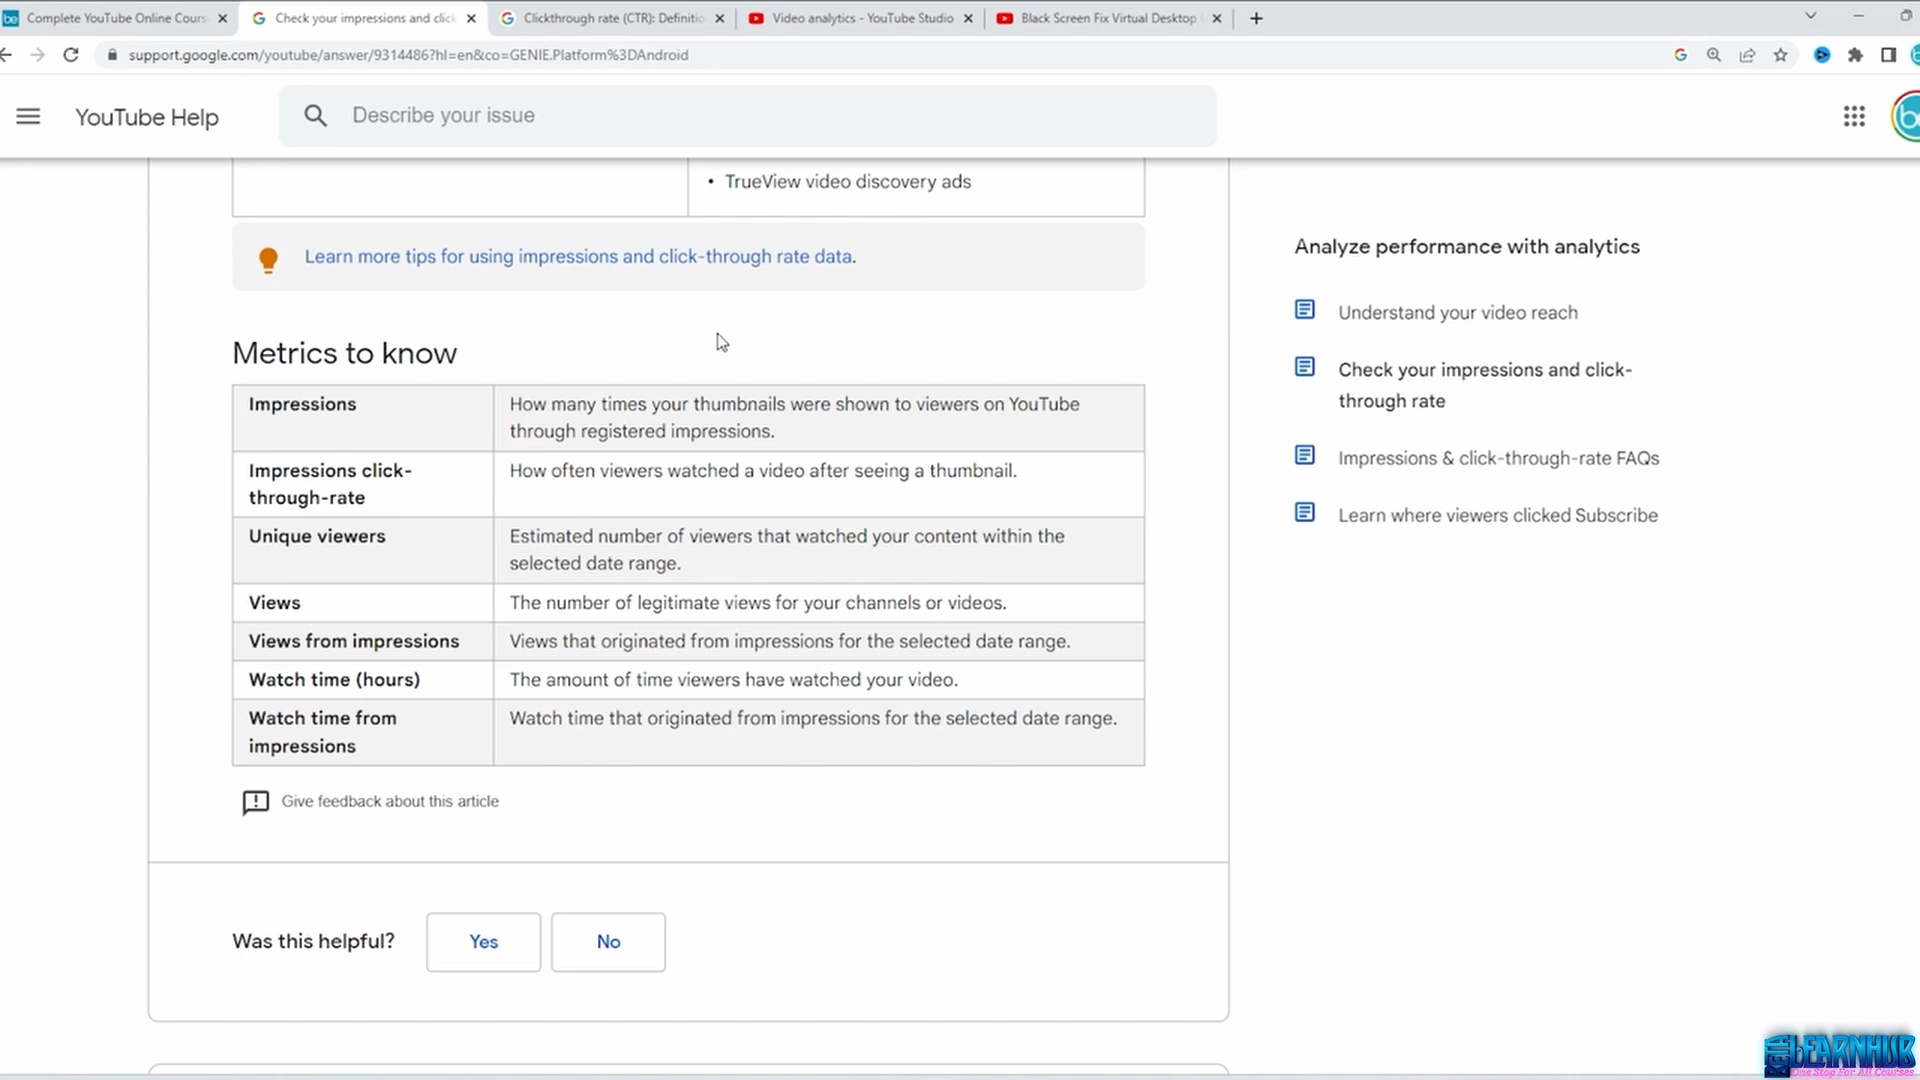 Complete YouTube Online Cours
Check your impressions and click
Clickthrough rate (CTR): Definitio
Video analytics - YouTube Studio
Black Screen Fix Virtual Desktop
support.google.com/youtube/answer/9314486?hl=en&co=GENIE.Platform%3DAndroid
YouTube Help
Describe your issue
• TrueView video discovery ads
Learn more tips for using impressions and click-through rate data.
Metrics to know
Impressions
How many times your thumbnails were shown to viewers on YouTube
through registered impressions.
Impressions click-
through-rate
How often viewers watched a video after seeing a thumbnail.
Unique viewers
Estimated number of viewers that watched your content within the
selected date range.
Views
The number of legitimate views for your channels or videos.
Views from impressions
Views that originated from impressions for the selected date range.
Watch time (hours)
The amount of time viewers have watched your video.
Watch time from
impressions
Watch time that originated from impressions for the selected date range.
Give feedback about this article
Was this helpful?
Yes
No
Analyze performance with analytics
Understand your video reach
Check your impressions and click-
through rate
Impressions & click-through-rate FAQs
Learn where viewers clicked Subscribe
LEARNHUB
One Stop For All Courses